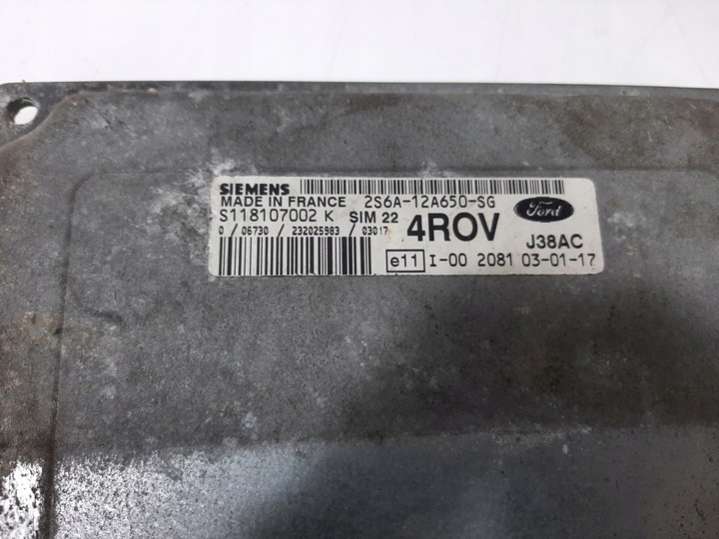 SIEMENS
MADE IN FRANCE 2S6A-12A650-SG
S118107002 K SIM 22
0 / 06730 / 232025983 / 03017
4ROV
Ford
J38AC
e11 I-00 2081 03-01-17